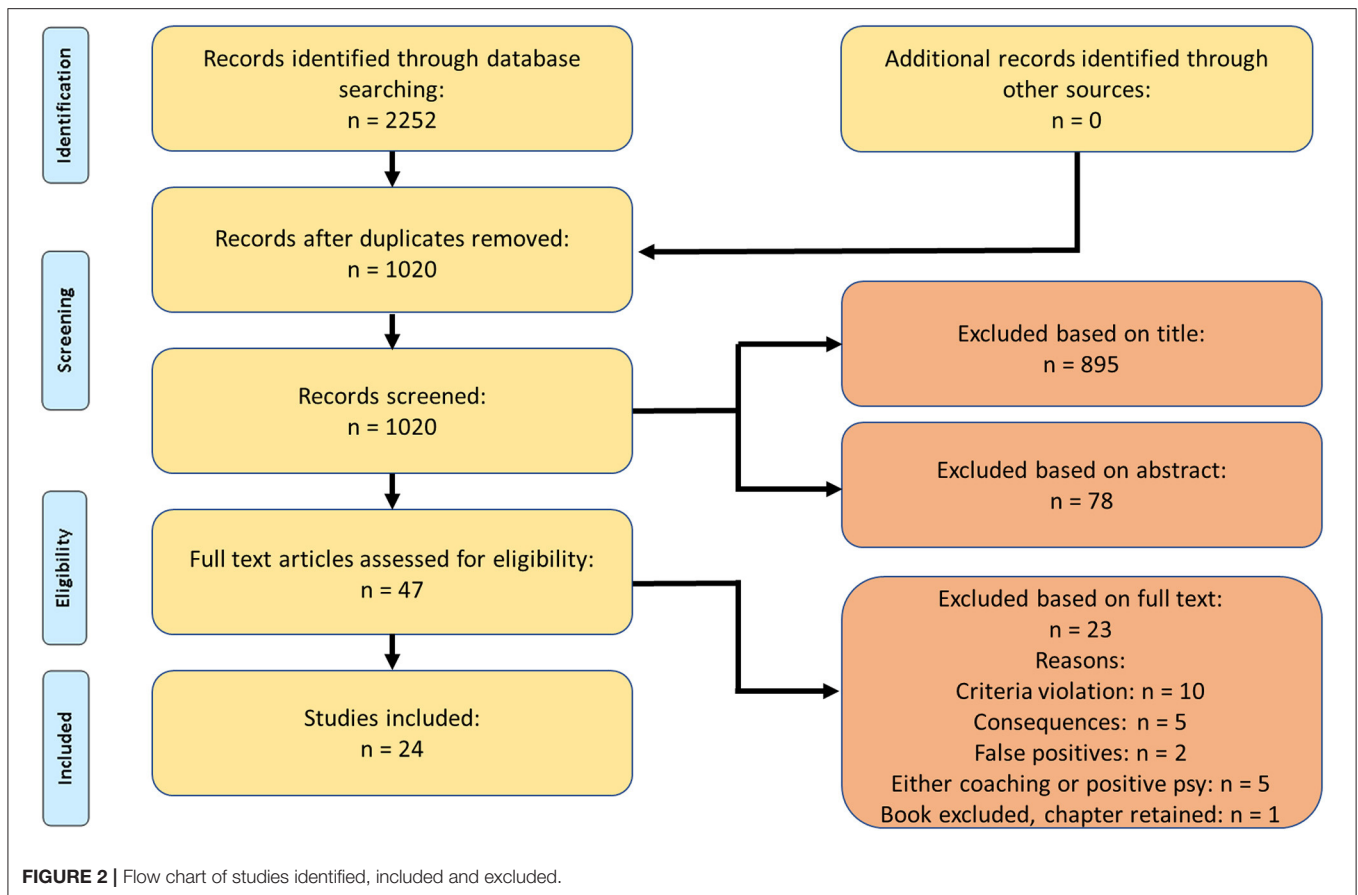 Identification
Records identified through database
searching:
n = 2252
Additional records identified through
other sources:
n = 0
Screening
Records after duplicates removed:
n = 1020
Records screened:
n = 1020
Excluded based on title:
n = 895
Excluded based on abstract:
n = 78
Eligibility
Full text articles assessed for eligibility:
n = 47
Excluded based on full text:
n = 23
Reasons:
Criteria violation: n = 10
Consequences: n = 5
False positives: n = 2
Either coaching or positive psy: n = 5
Book excluded, chapter retained: n = 1
Included
Studies included:
n = 24
FIGURE 2 | Flow chart of studies identified, included and excluded.